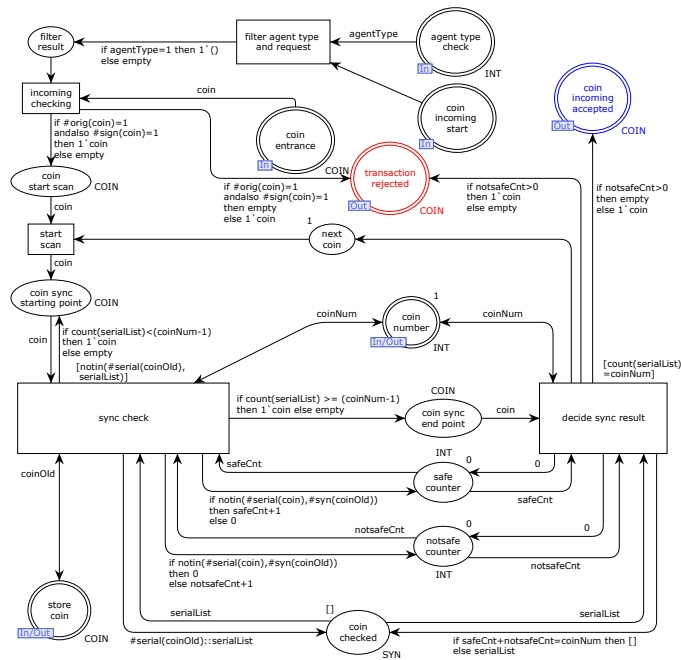 filter
result
if agentType=1 then 1`()
else empty
filter agent type
and request
agentType
agent type
check
In
INT
incoming
checking
coin
coin
entrance
In
COIN
coin
incoming
start
In
coin
incoming
accepted
Out
COIN
if #orig(coin)=1
andalso #sign(coin)=1
then 1`coin
else empty
if #orig(coin)=1
andalso #sign(coin)=1
then empty
else 1`coin
transaction
rejected
Out
COIN
if notsafeCnt>0
then 1`coin
else empty
if notsafeCnt>0
then empty
else 1`coin
coin
start scan
COIN
coin
start
scan
1
next
coin
coin
coin sync
starting point
COIN
coin
if count(serialList)<(coinNum-1)
then 1`coin
else empty
[notin(#serial(coinOld),
serialList)]
coinNum
1
coin
number
In/Out
INT
coinNum
[count(serialList)
=coinNum]
sync check
if count(serialList) >= (coinNum-1)
then 1`coin else empty
COIN
coin sync
end point
coin
decide sync result
coinOld
safeCnt
INT
0
safe
counter
0
if notin(#serial(coin),#syn(coinOld))
then safeCnt+1
else 0
safeCnt
notsafeCnt
0
notsafe
counter
INT
0
if notin(#serial(coin),#syn(coinOld))
then 0
else notsafeCnt+1
notsafeCnt
store
coin
In/Out
COIN
serialList
[]
coin
checked
SYN
serialList
#serial(coinOld)::serialList
if safeCnt+notsafeCnt=coinNum then []
else serialList